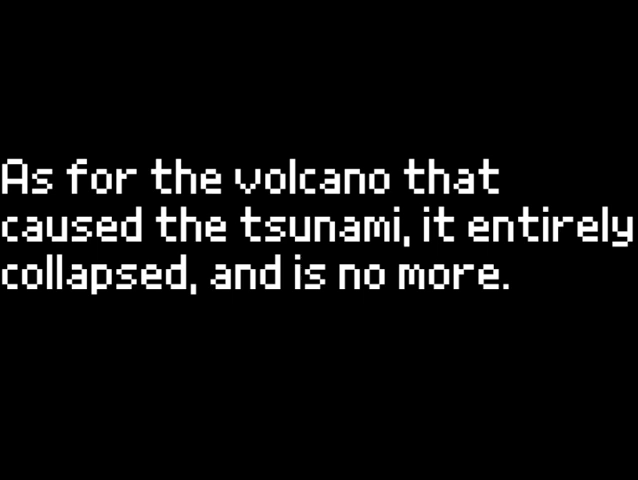 As for the volcano that
caused the tsunami, it entirely
collapsed, and is no more.